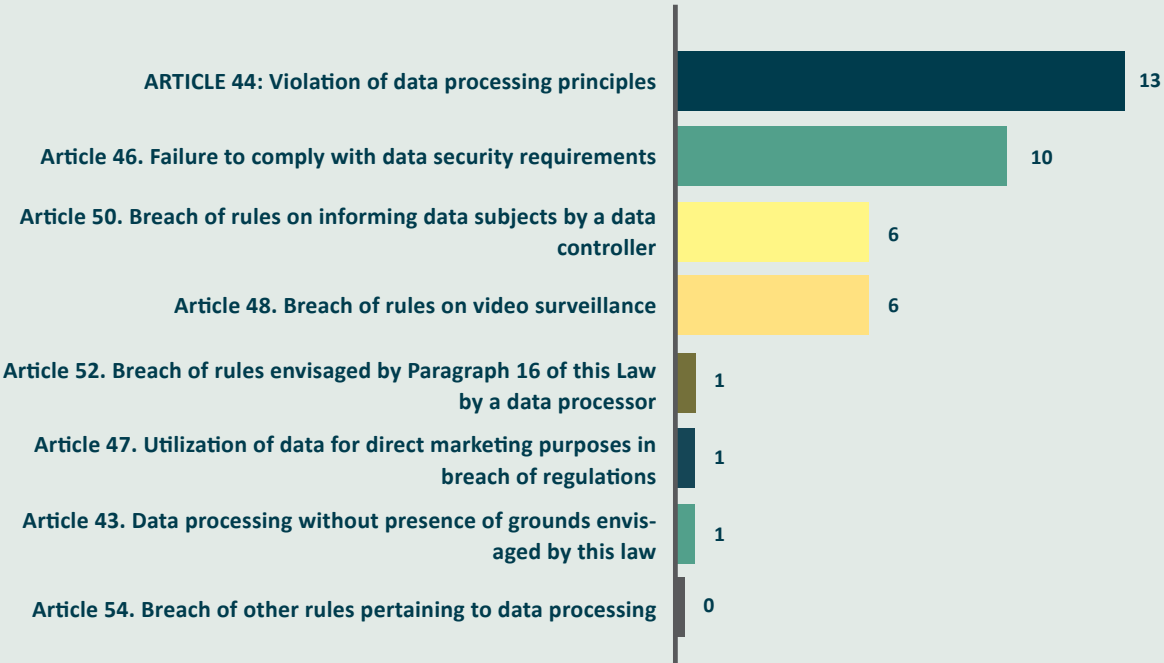 ARTICLE 44: Violation of data processing principles
13
Article 46. Failure to comply with data security requirements
10
Article 50. Breach of rules on informing data subjects by a data
controller
6
Article 48. Breach of rules on video surveillance
6
Article 52. Breach of rules envisaged by Paragraph 16 of this Law
by a data processor
1
Article 47. Utilization of data for direct marketing purposes in
breach of regulations
1
Article 43. Data processing without presence of grounds envis-
aged by this law
1
Article 54. Breach of other rules pertaining to data processing
0